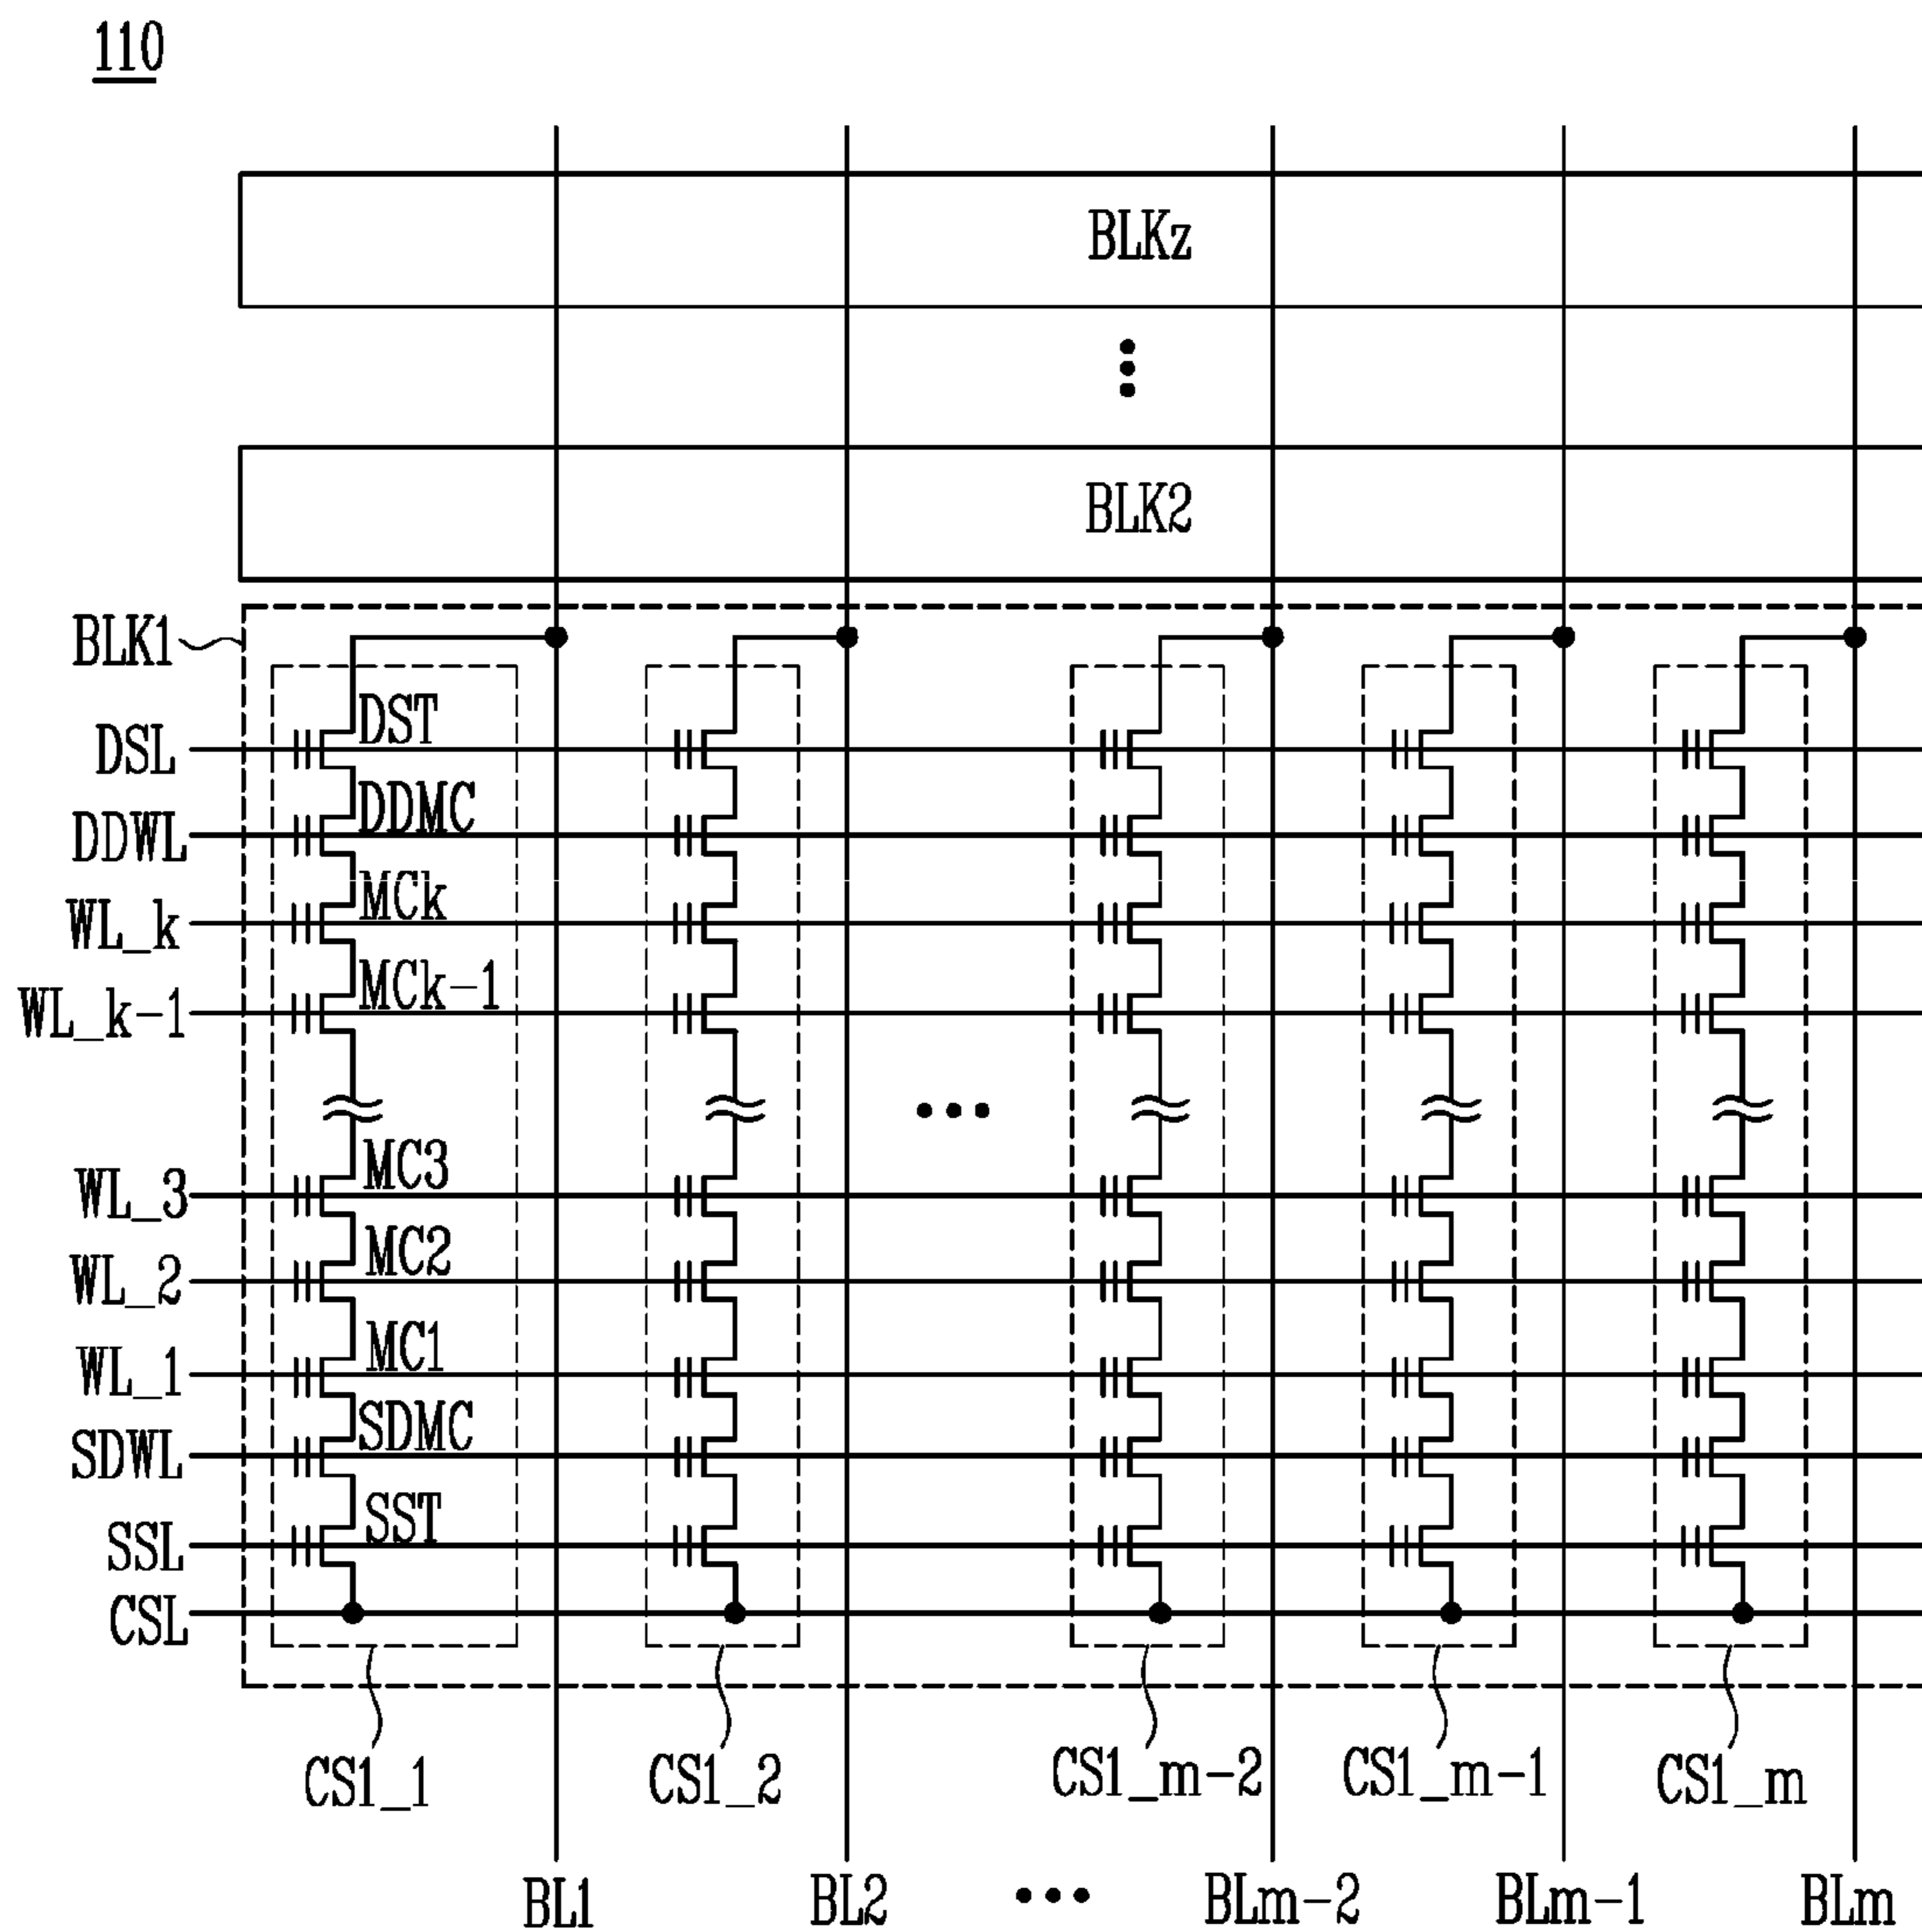 110
BLKz
BLK2
BLK1
DST
DSL
DDMC
DDWL
MCk
WL_k
MCk-1
WL_k-1
MC3
WL_3
MC2
WL_2
MC1
WL_1
SDMC
SDWL
SST
SSL
CSL
CS1_1 CS1_2 CS1_m-2 CS1_m-1 CS1_m
BL1 BL2 ••• BLm-2 BLm-1 BLm